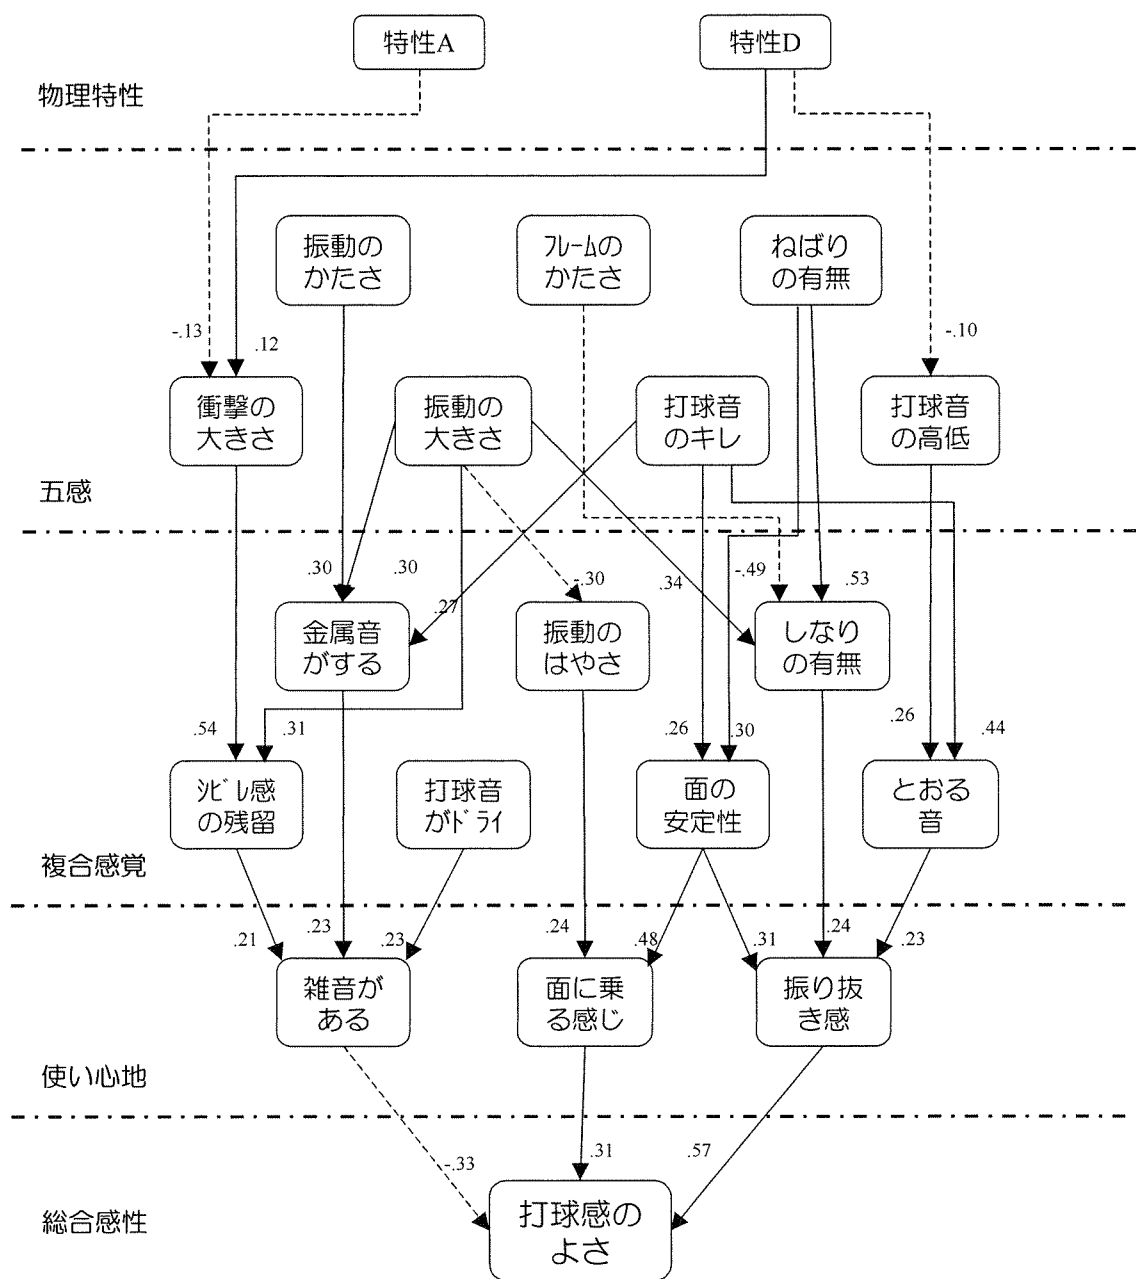 特性A
特性D
物理特性
振動の
かたさ
ﾌﾚｰﾑの
かたさ
ねばり
の有無
-.13
.12
-.10
衝撃の
大きさ
振動の
大きさ
打球音
のキレ
打球音
の高低
五感
.30
.30
.27
-.30
.34
-.49
.53
金属音
がする
振動の
はやさ
しなり
の有無
.54
.31
.26
.30
.26
.44
ｼﾋﾞﾚ感
の残留
打球音
がﾄﾞﾗｲ
面の
安定性
とおる
音
複合感覚
.21
.23
.23
.24
.48
.31
.24
.23
雑音が
ある
面に乗
る感じ
振り抜
き感
使い心地
-.33
.31
.57
総合感性
打球感の
よさ